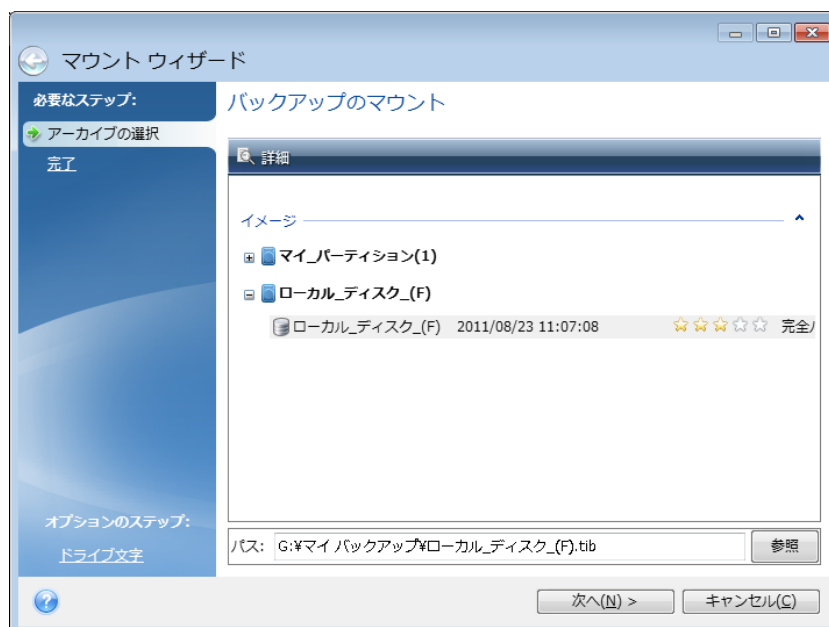 マウント ウィザード
必要なステップ:
アーカイブの選択
完了
バックアップのマウント
詳細
イメージ
マイ_パーティション(1)
ローカル_ディスク_(F)
ローカル_ディスク_(F) 2011/08/23 11:07:08 完全
オプションのステップ:
ドライブ文字
パス: G:¥マイ バックアップ¥ローカル_ディスク_(F).tib
参照
次へ(N) >
キャンセル(C)